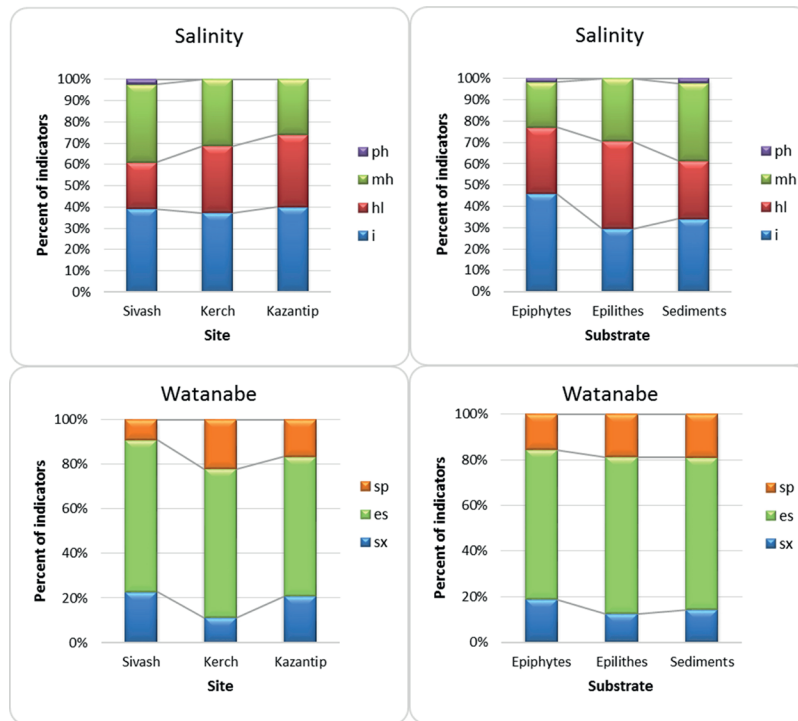 Salinity
Percent of indicators
100%
90%
80%
70%
60%
50%
40%
30%
20%
10%
0%
Sivash Kerch Kazantip
Site
ph
mh
hl
i
Salinity
Percent of indicators
100%
90%
80%
70%
60%
50%
40%
30%
20%
10%
0%
Epiphytes Epilithes Sediments
Substrate
ph
mh
hl
i
Watanabe
Percent of indicators
100%
80%
60%
40%
20%
0%
Sivash Kerch Kazantip
Site
sp
es
sx
Watanabe
Percent of indicators
100%
80%
60%
40%
20%
0%
Epiphytes Epilithes Sediments
Substrate
sp
es
sx